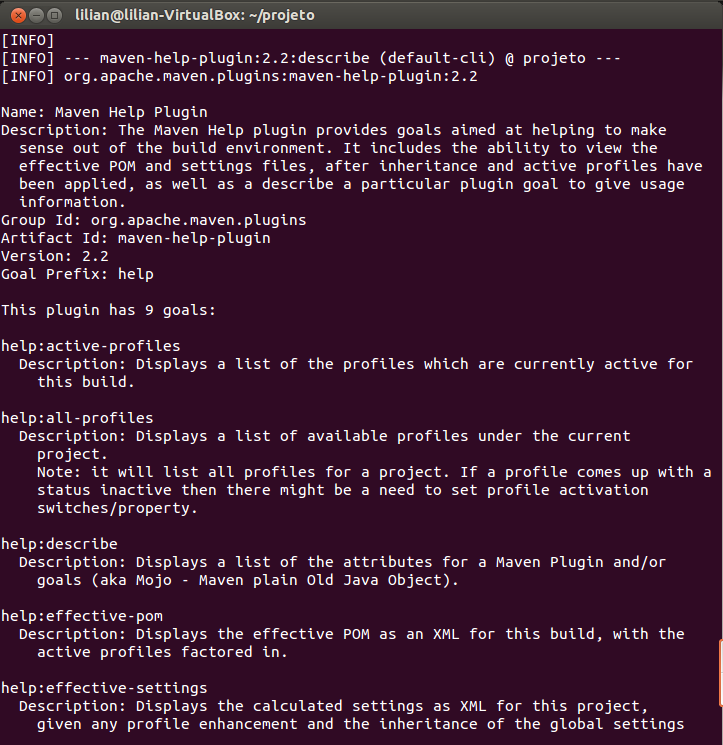 lilian@lilian-VirtualBox: ~/projeto
[INFO]
[INFO] --- maven-help-plugin:2.2:describe (default-cli) @ projeto ---
[INFO] org.apache.maven.plugins:maven-help-plugin:2.2
Name: Maven Help Plugin
Description: The Maven Help plugin provides goals aimed at helping to make
sense out of the build environment. It includes the ability to view the
effective POM and settings files, after inheritance and active profiles have
been applied, as well as a describe a particular plugin goal to give usage
information.
Group Id: org.apache.maven.plugins
Artifact Id: maven-help-plugin
Version: 2.2
Goal Prefix: help
This plugin has 9 goals:
help:active-profiles
Description: Displays a list of the profiles which are currently active for
this build.
help:all-profiles
Description: Displays a list of available profiles under the current
project.
Note: it will list all profiles for a project. If a profile comes up with a
status inactive then there might be a need to set profile activation
switches/property.
help:describe
Description: Displays a list of the attributes for a Maven Plugin and/or
goals (aka Mojo - Maven plain Old Java Object).
help:effective-pom
Description: Displays the effective POM as an XML for this build, with the
active profiles factored in.
help:effective-settings
Description: Displays the calculated settings as XML for this project,
given any profile enhancement and the inheritance of the global settings